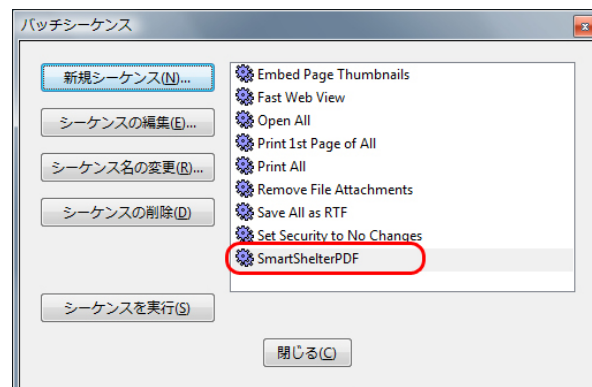 バッチシーケンス
新規シーケンス(N)...
シーケンスの編集(E)...
シーケンス名の変更(R)...
シーケンスの削除(D)
シーケンスを実行(S)
Embed Page Thumbnails
Fast Web View
Open All
Print 1st Page of All
Print All
Remove File Attachments
Save All as RTF
Set Security to No Changes
SmartShelterPDF
閉じる(C)